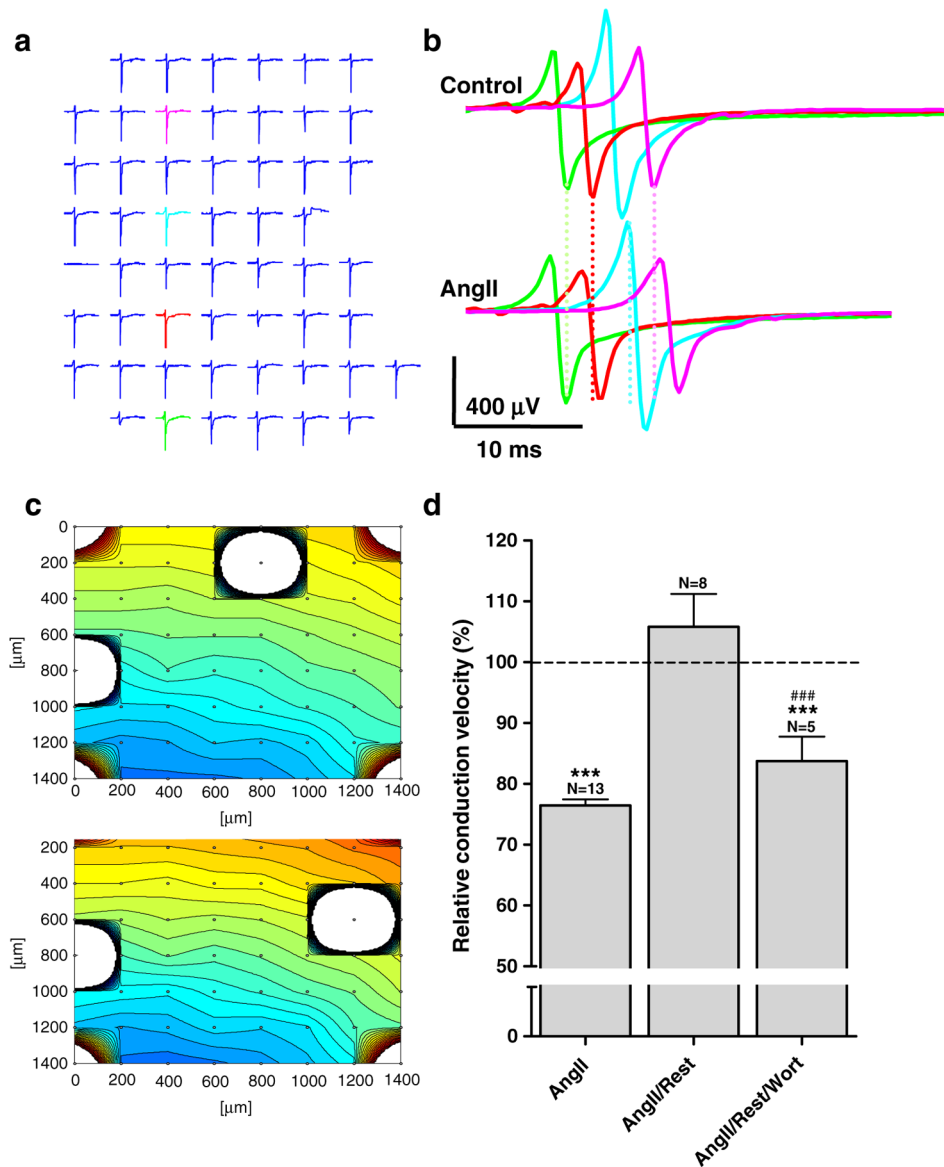 a
b
Control
AngII
400 μV
10 ms
c
0
200
400
600
800
1000
1200
1400
[μm]
0 200 400 600 800 1000 1200 1400
[μm]
200
400
600
800
1000
1200
1400
[μm]
0 200 400 600 800 1000 1200 1400
[μm]
d
Relative conduction velocity (%)
120
110
100
90
80
70
60
50
0
***
N=13
N=8
###
***
N=5
AngII
AngII/Rest
AngII/Rest/Wort